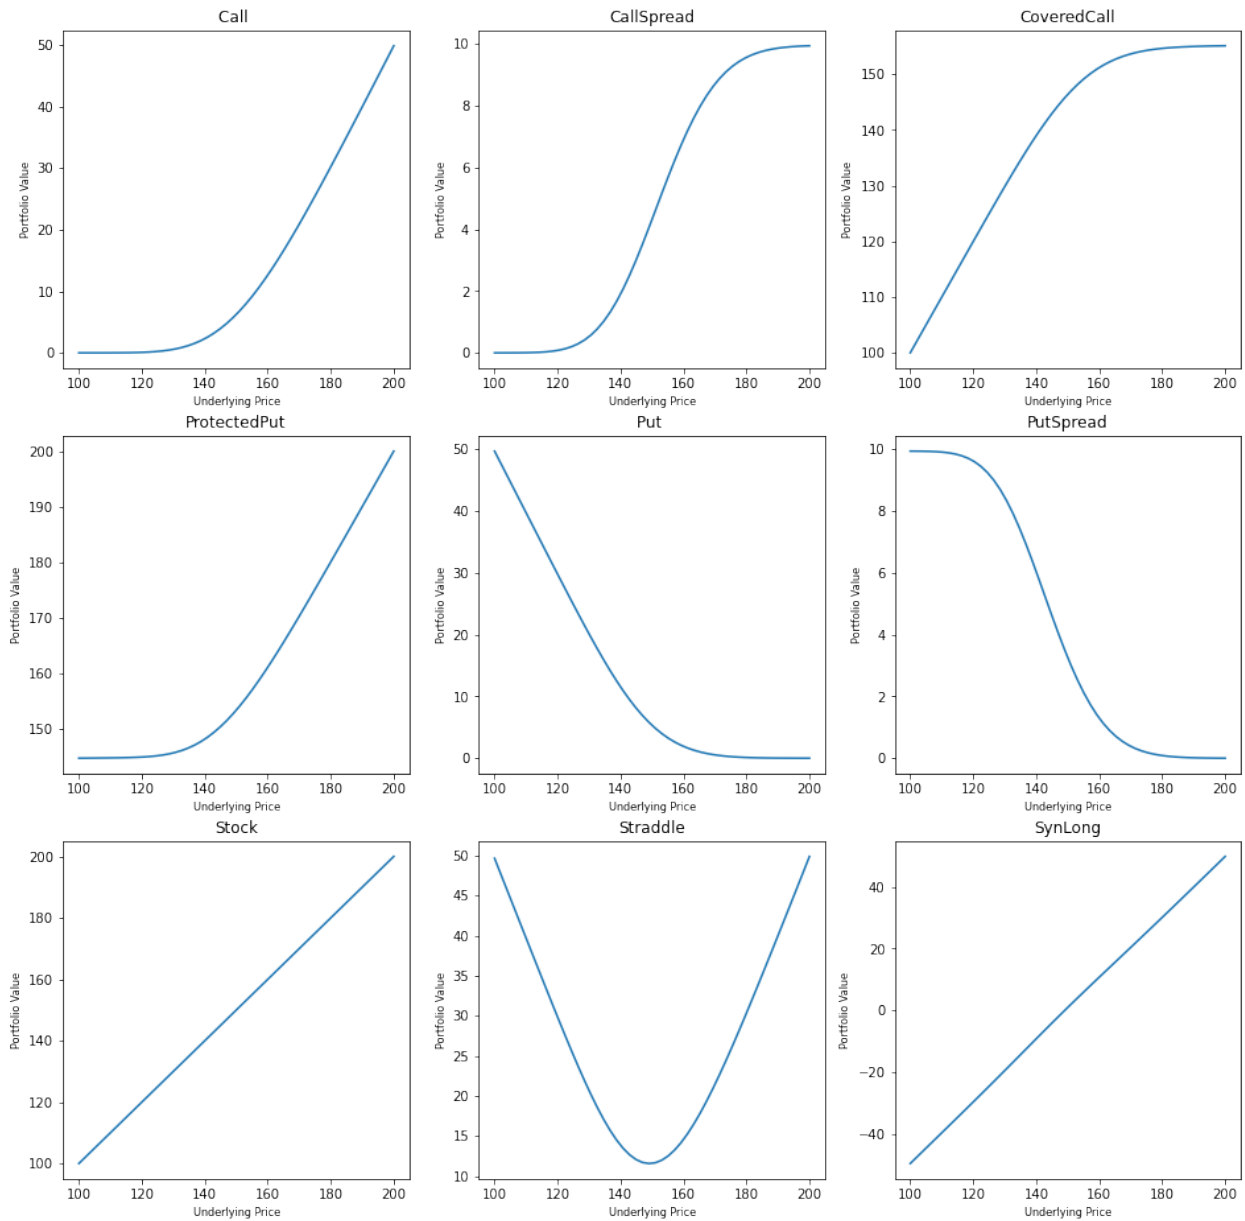 Call
50
40
30
20
10
0
Portfolio Value
100 120 140 160 180 200
Underlying Price
CallSpread
10
8
6
4
2
0
Portfolio Value
100 120 140 160 180 200
Underlying Price
CoveredCall
150
140
130
120
110
100
Portfolio Value
100 120 140 160 180 200
Underlying Price
ProtectedPut
200
190
180
170
160
150
Portfolio Value
100 120 140 160 180 200
Underlying Price
Put
50
40
30
20
10
0
Portfolio Value
100 120 140 160 180 200
Underlying Price
PutSpread
10
8
6
4
2
0
Portfolio Value
100 120 140 160 180 200
Underlying Price
Stock
200
180
160
140
120
100
Portfolio Value
100 120 140 160 180 200
Underlying Price
Straddle
50
45
40
35
30
25
20
15
10
Portfolio Value
100 120 140 160 180 200
Underlying Price
SynLong
40
20
0
−20
−40
Portfolio Value
100 120 140 160 180 200
Underlying Price